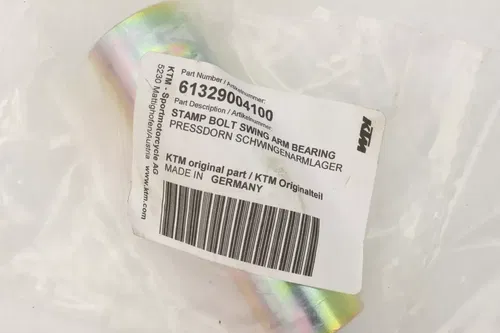 Part Number / Artikelnummer:
61329004100
Part Description / Artikelnummer:
STAMP BOLT SWING ARM BEARING
PRESSDORN SCHWINGENARMLAGER
KTM original part / KTM Originalteil
MADE IN GERMANY
KTM - Sportmotorcycle AG
5230 Mattighofen/Austria
www.ktm.com
KTM